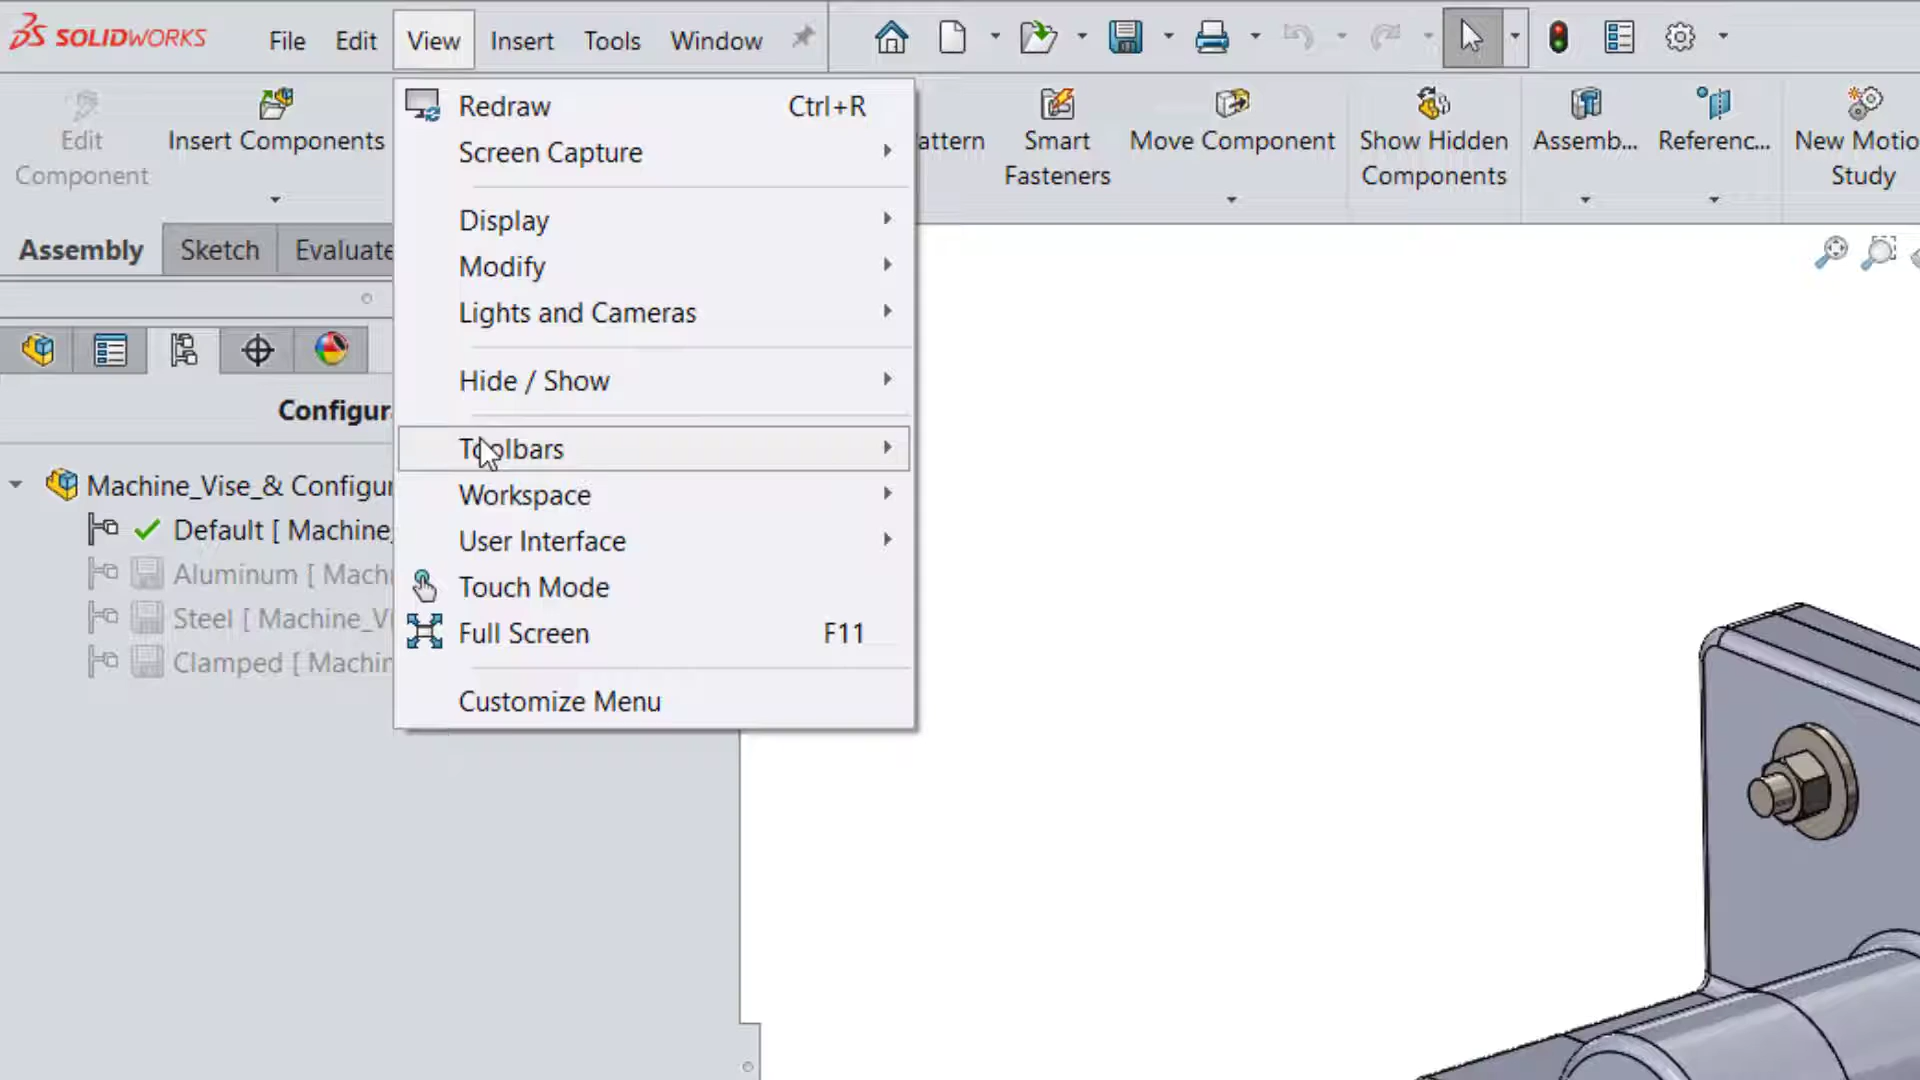 SOLIDWORKS
File Edit View Insert Tools Window
Edit
Component
Insert Components
attern
Smart
Fasteners
Move Component
Show Hidden
Components
Assemb...
Referenc...
New Motio
Study
Assembly Sketch Evaluate
Redraw Ctrl+R
Screen Capture
Display
Modify
Lights and Cameras
Hide / Show
Toolbars
Workspace
User Interface
Touch Mode
Full Screen F11
Customize Menu
Configur
Machine_Vise_& Configur
Default [ Machine_
Aluminum [ Machi
Steel [ Machine_Vi
Clamped [ Machin